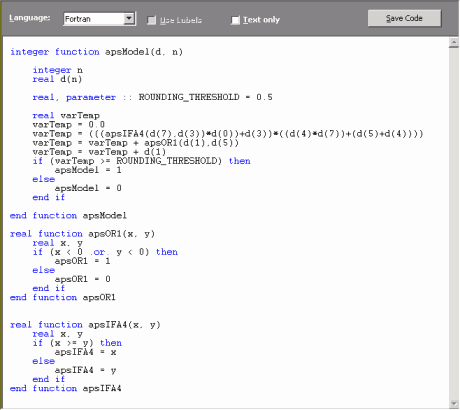 Language: Fortran Use Labels Text only Save Code
integer function apsModel(d, n)
integer n
real d(n)
real, parameter :: ROUNDING_THRESHOLD = 0.5
real varTemp
varTemp = 0.0
varTemp = (((apsIFA4(d(7),d(3))*d(0))+d(3))*((d(4)*d(7))+(d(5)+d(4))))
varTemp = varTemp + apsOR1(d(1),d(5))
varTemp = varTemp + d(1)
if (varTemp >= ROUNDING_THRESHOLD) then
apsModel = 1
else
apsModel = 0
end if
end function apsModel
real function apsOR1(x, y)
real x, y
if (x < 0 .or. y < 0) then
apsOR1 = 1
else
apsOR1 = 0
end if
end function apsOR1
real function apsIFA4(x, y)
real x, y
if (x >= y) then
apsIFA4 = x
else
apsIFA4 = y
end if
end function apsIFA4